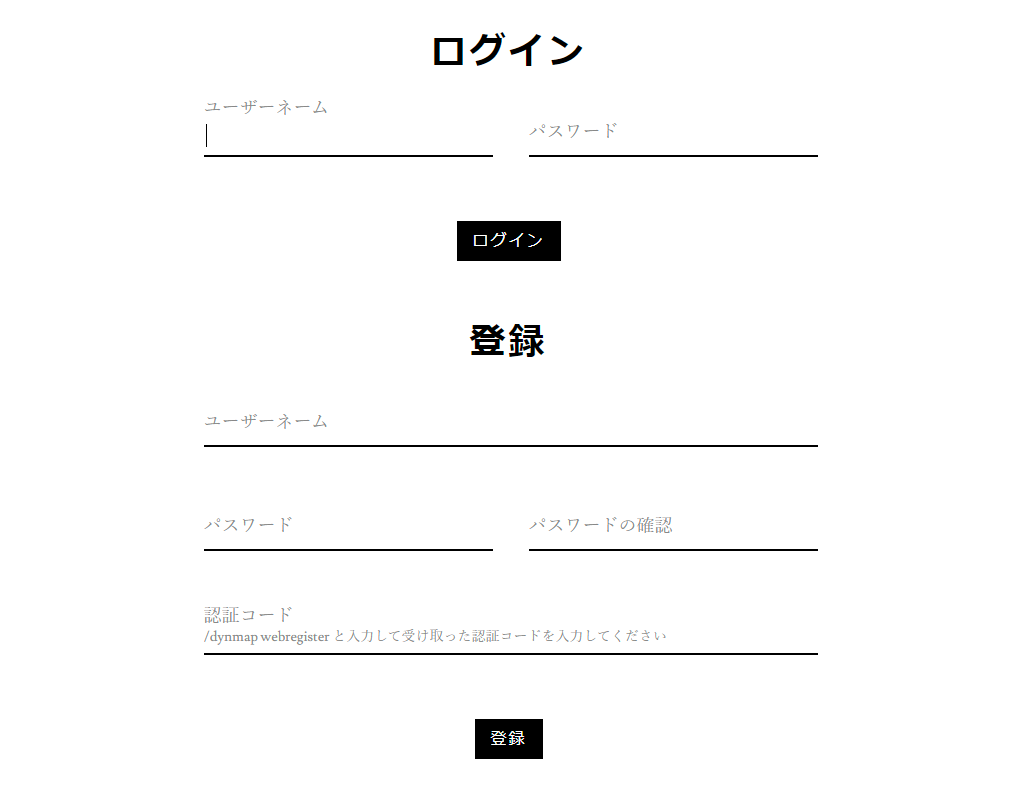 ログイン
ユーザーネーム
パスワード
ログイン
登録
ユーザーネーム
パスワード
パスワードの確認
認証コード
/dynmap webregister と入力して受け取った認証コードを入力してください
登録